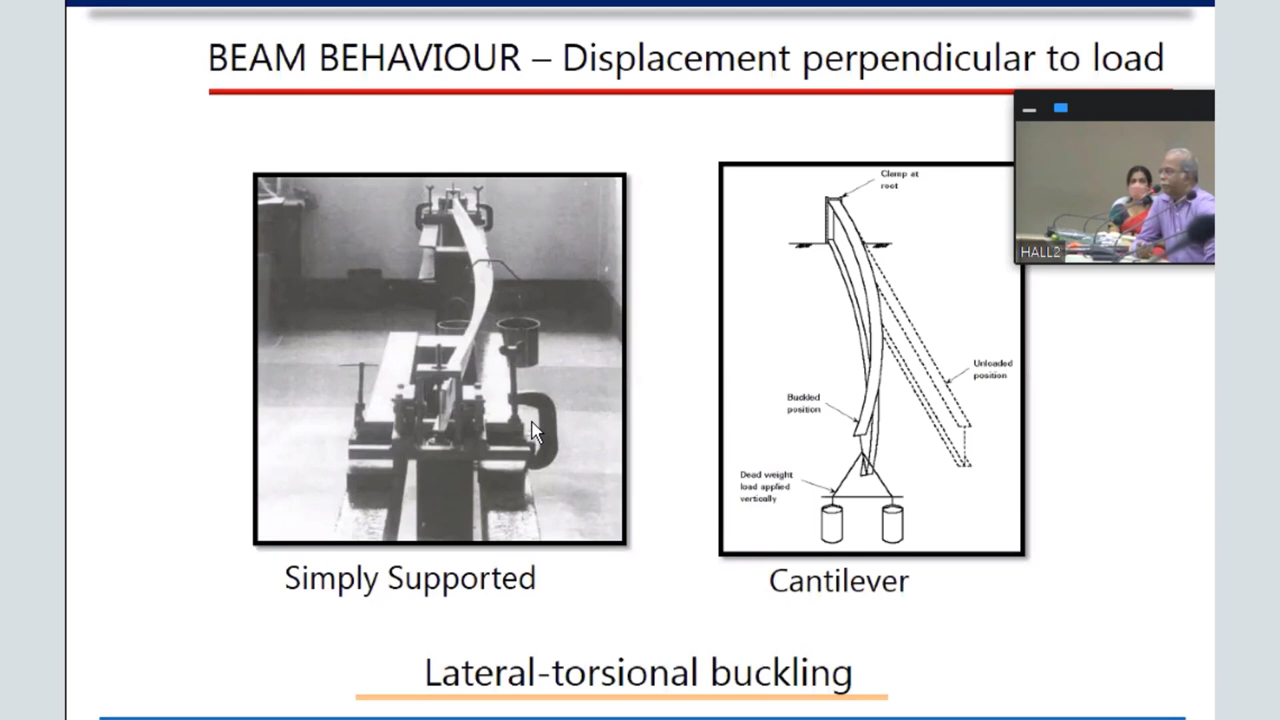 BEAM BEHAVIOUR – Displacement perpendicular to load
Clamp at
root
HALL2
Unloaded
position
Buckled
position
Dead weight
load applied
vertically
Simply Supported
Cantilever
Lateral-torsional buckling